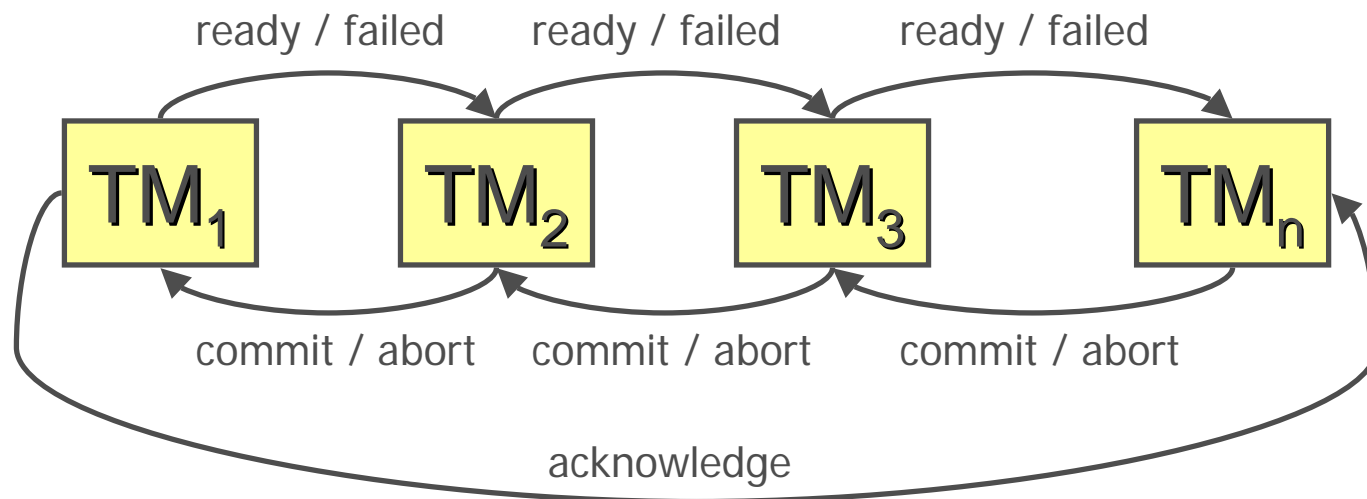 ready / failed ready / failed ready / failed
TM1 TM2 TM3 TMn
commit / abort commit / abort commit / abort
acknowledge